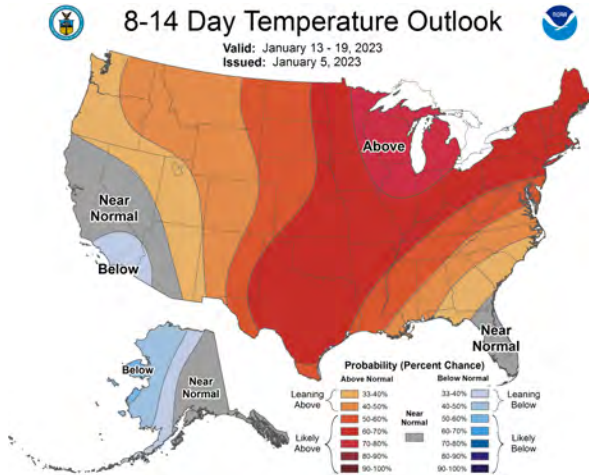 8-14 Day Temperature Outlook
Valid: January 13 - 19, 2023
Issued: January 5, 2023
Above
Near
Normal
Below
Near
Normal
Below
Near
Normal
Probability (Percent Chance)
Above Normal Below Normal
Leaning
Above
33-40% 33-40%
40-50% 40-50%
Leaning
Below
Near
Normal
Likely
Above
50-60% 50-60%
60-70% 60-70%
70-80% 70-80%
80-90% 80-90%
90-100% 90-100%
Likely
Below